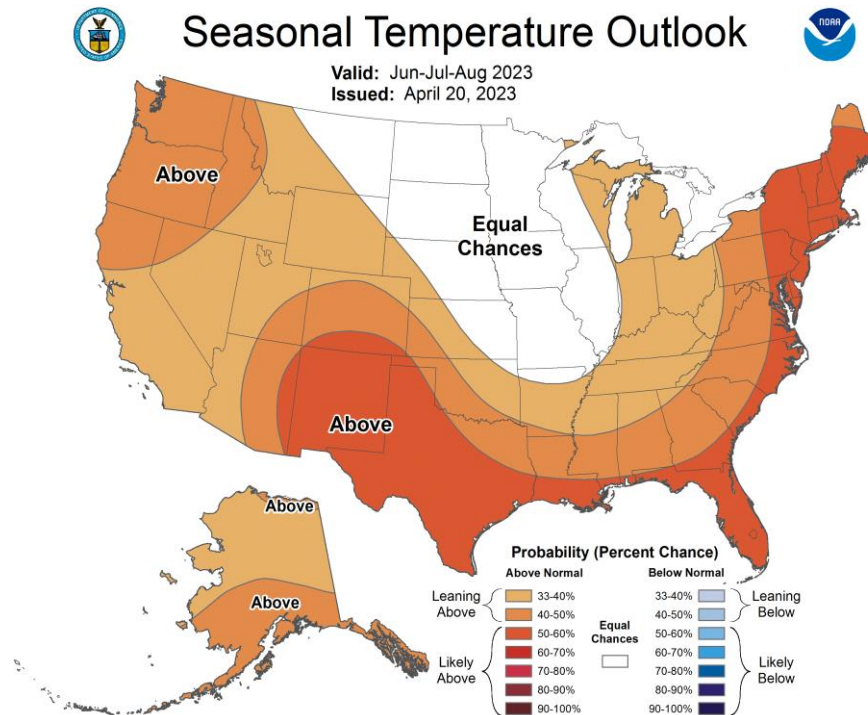 Seasonal Temperature Outlook
NOAA
Valid: Jun-Jul-Aug 2023
Issued: April 20, 2023
Above
Equal
Chances
Above
Above
Above
Probability (Percent Chance)
Above Normal
Below Normal
Leaning
Above
33-40%
40-50%
Likely
Above
50-60%
60-70%
70-80%
80-90%
90-100%
Equal
Chances
33-40%
40-50%
Leaning
Below
50-60%
60-70%
70-80%
80-90%
90-100%
Likely
Below